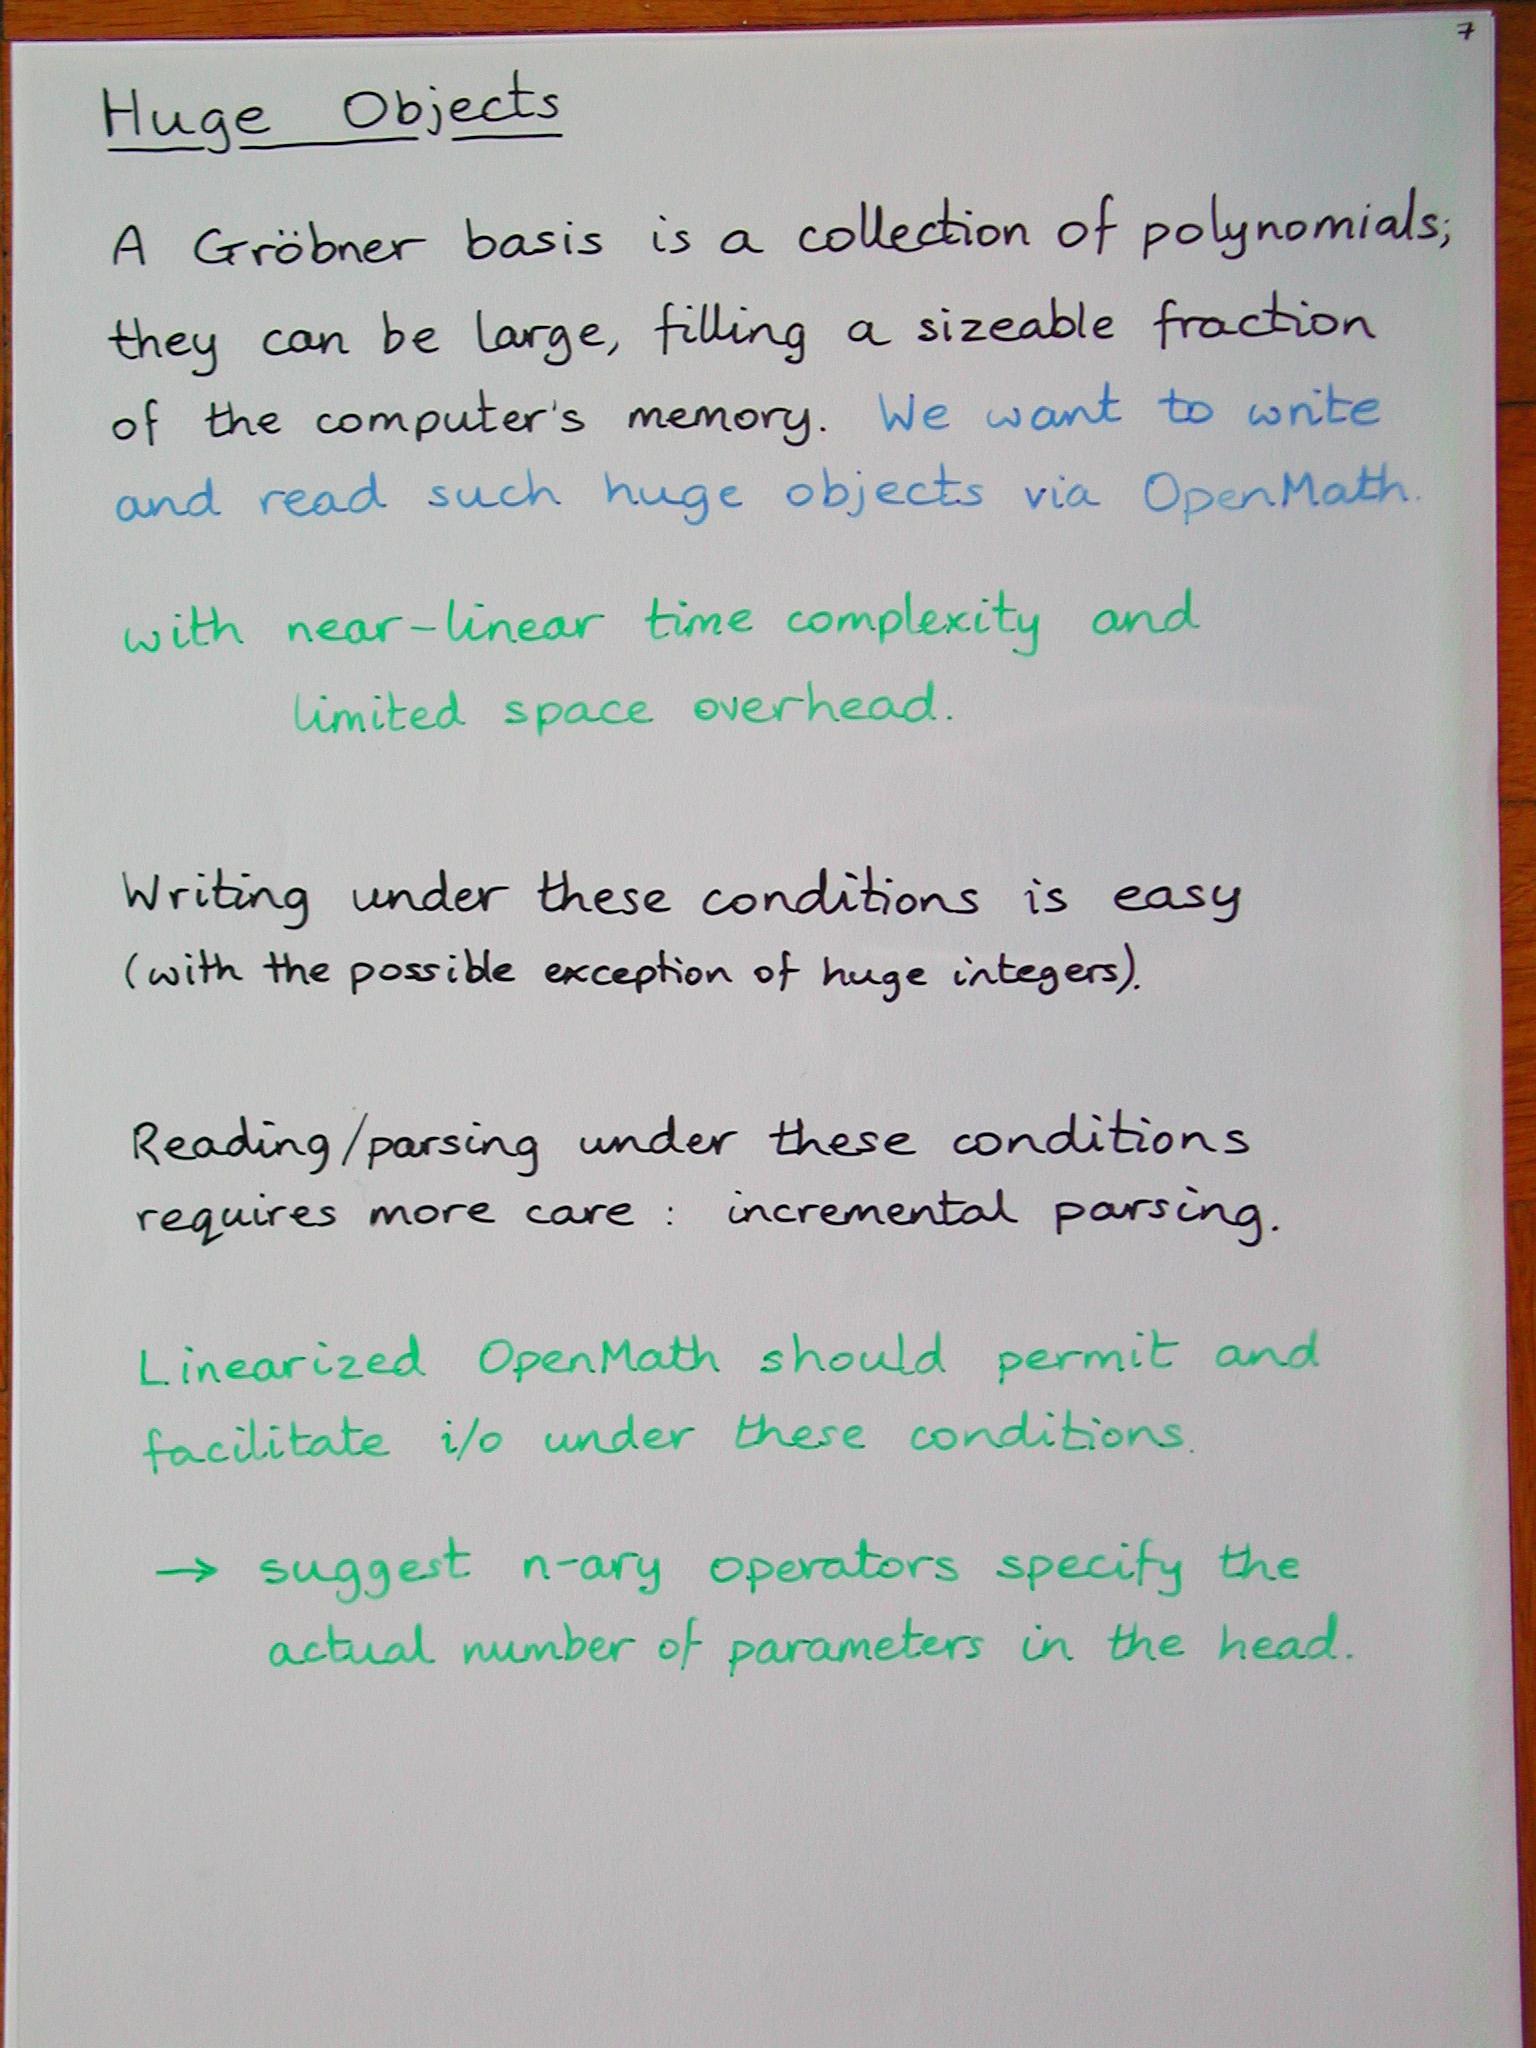 7
Huge Objects
A Gröbner basis is a collection of polynomials;
they can be large, filling a sizeable fraction
of the computer's memory. We want to write
and read such huge objects via OpenMath.
with near-linear time complexity and
limited space overhead.
Writing under these conditions is easy
(with the possible exception of huge integers).
Reading/parsing under these conditions
requires more care : incremental parsing.
Linearized OpenMath should permit and
facilitate i/o under these conditions.
→ suggest n-ary operators specify the
actual number of parameters in the head.